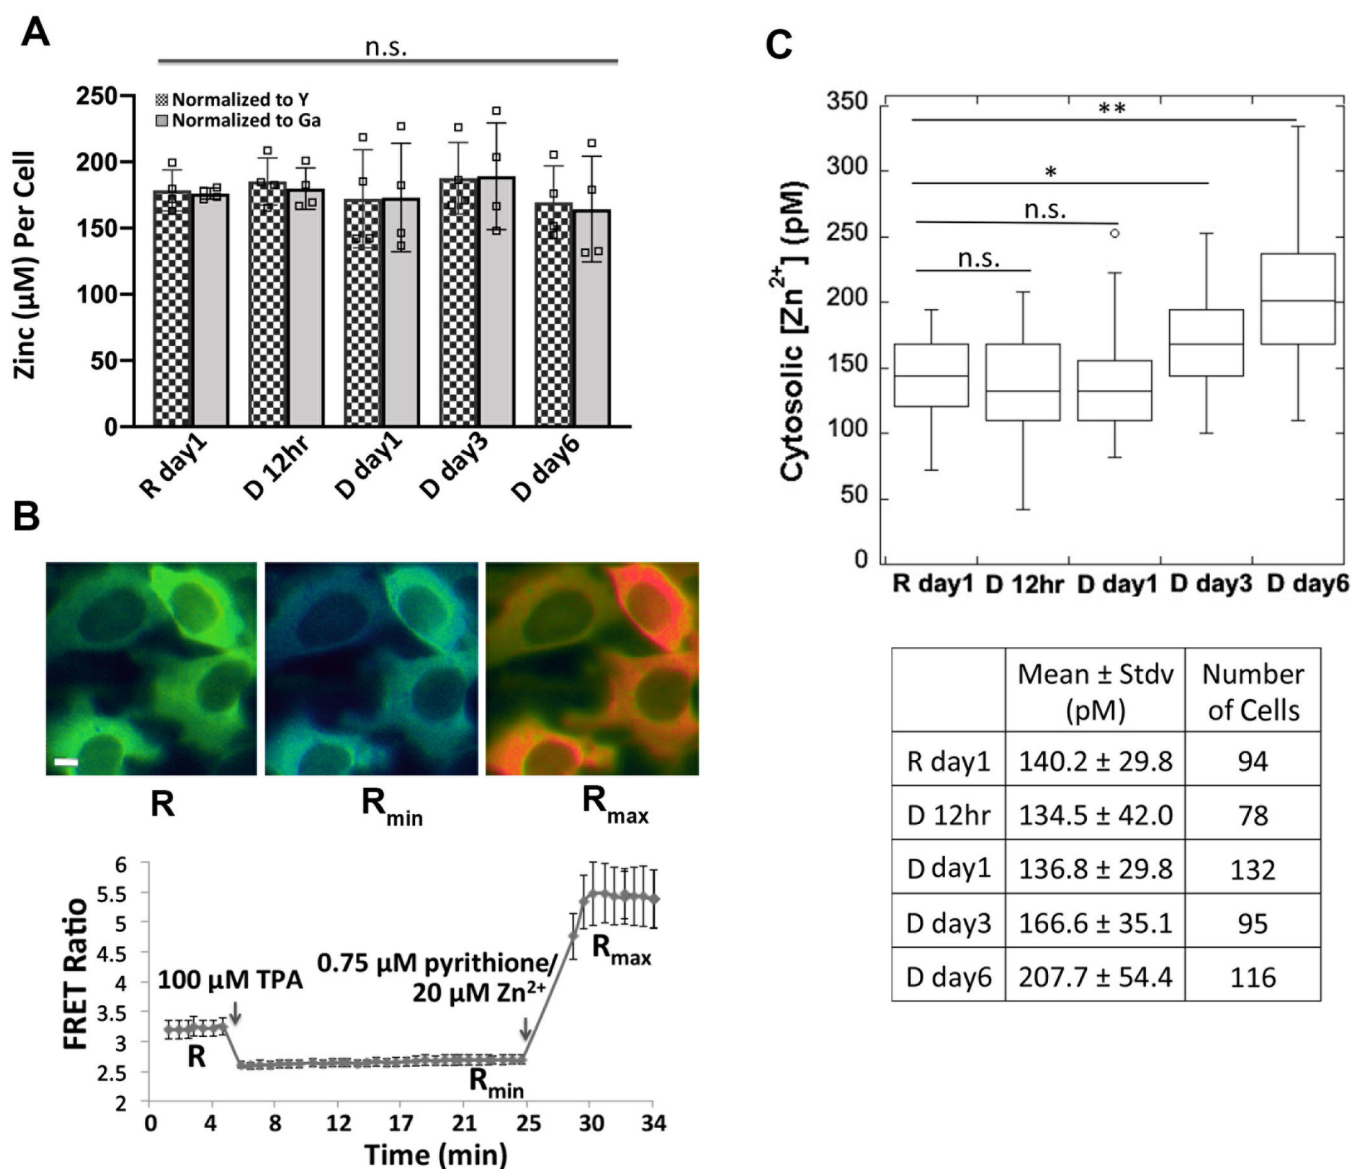 A
n.s.
250
200
150
100
50
0
Zinc (µM) Per Cell
Normalized to Y
Normalized to Ga
R day1
D 12hr
D day1
D day3
D day6
B
R
Rmin
Rmax
FRET Ratio
6
5.5
5
4.5
4
3.5
3
2.5
2
100 µM TPA
0.75 µM pyrithione/
20 µM Zn²⁺
R
Rmin
Rmax
0 4 8 12 17 21 25 30 34
Time (min)
C
350
300
250
200
150
100
50
0
Cytosolic [Zn²⁺] (pM)
**
*
n.s.
n.s.
R day1 D 12hr D day1 D day3 D day6
Mean ± Stdv Number
(pM) of Cells
R day1 140.2 ± 29.8 94
D 12hr 134.5 ± 42.0 78
D day1 136.8 ± 29.8 132
D day3 166.6 ± 35.1 95
D day6 207.7 ± 54.4 116